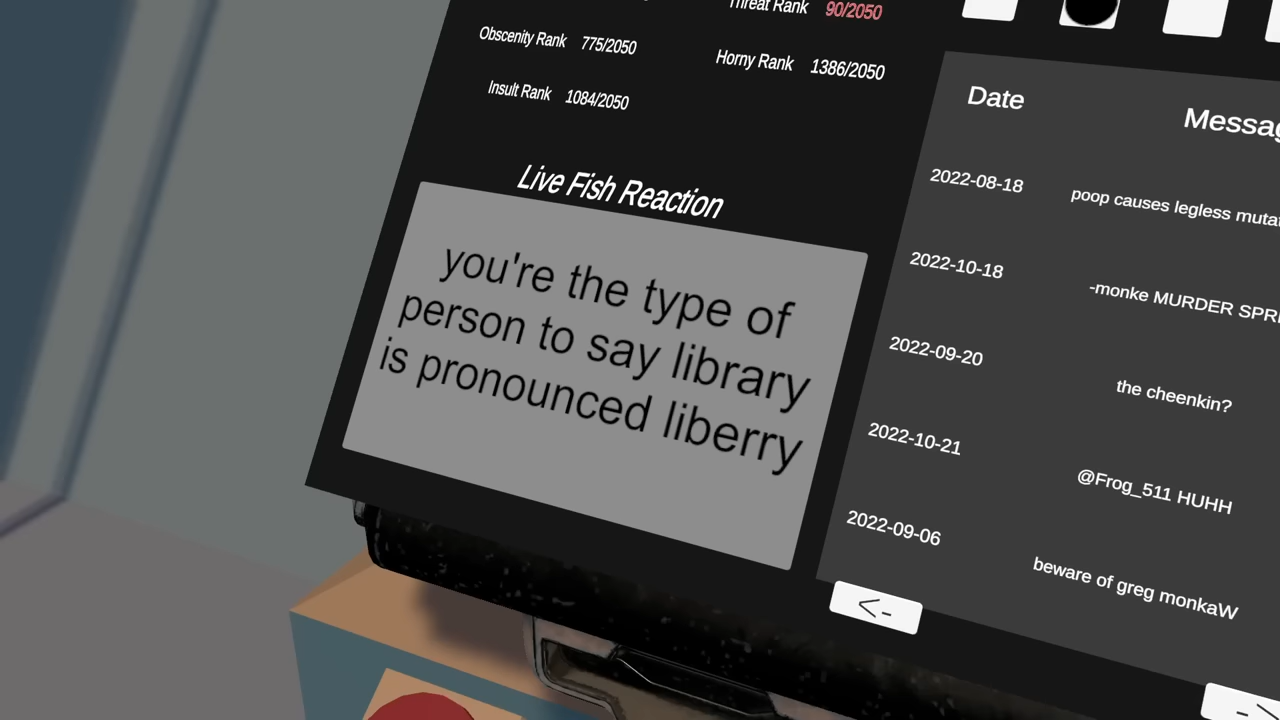 Threat Rank 90/2050
Obscenity Rank 775/2050
Horny Rank 1386/2050
Insult Rank 1084/2050
Live Fish Reaction
you're the type of
person to say library
is pronounced liberry
Date
2022-08-18 poop causes legless
2022-10-18 -monke MURDER
2022-09-20 the cheenkin?
2022-10-21 @Frog_511 HUHH
2022-09-06 beware of greg monkaW
<-